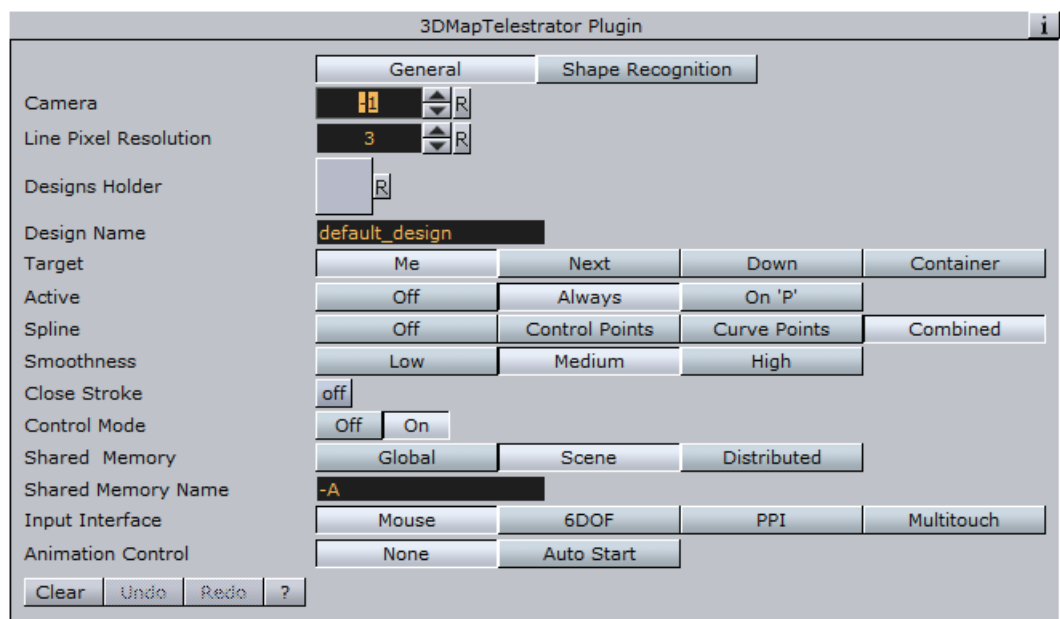 3DMapTelestrator Plugin i
General Shape Recognition
Camera -1 R
Line Pixel Resolution 3 R
Designs Holder R
Design Name default_design
Target Me Next Down Container
Active Off Always On 'P'
Spline Off Control Points Curve Points Combined
Smoothness Low Medium High
Close Stroke off
Control Mode Off On
Shared Memory Global Scene Distributed
Shared Memory Name -A
Input Interface Mouse 6DOF PPI Multitouch
Animation Control None Auto Start
Clear Undo Redo ?